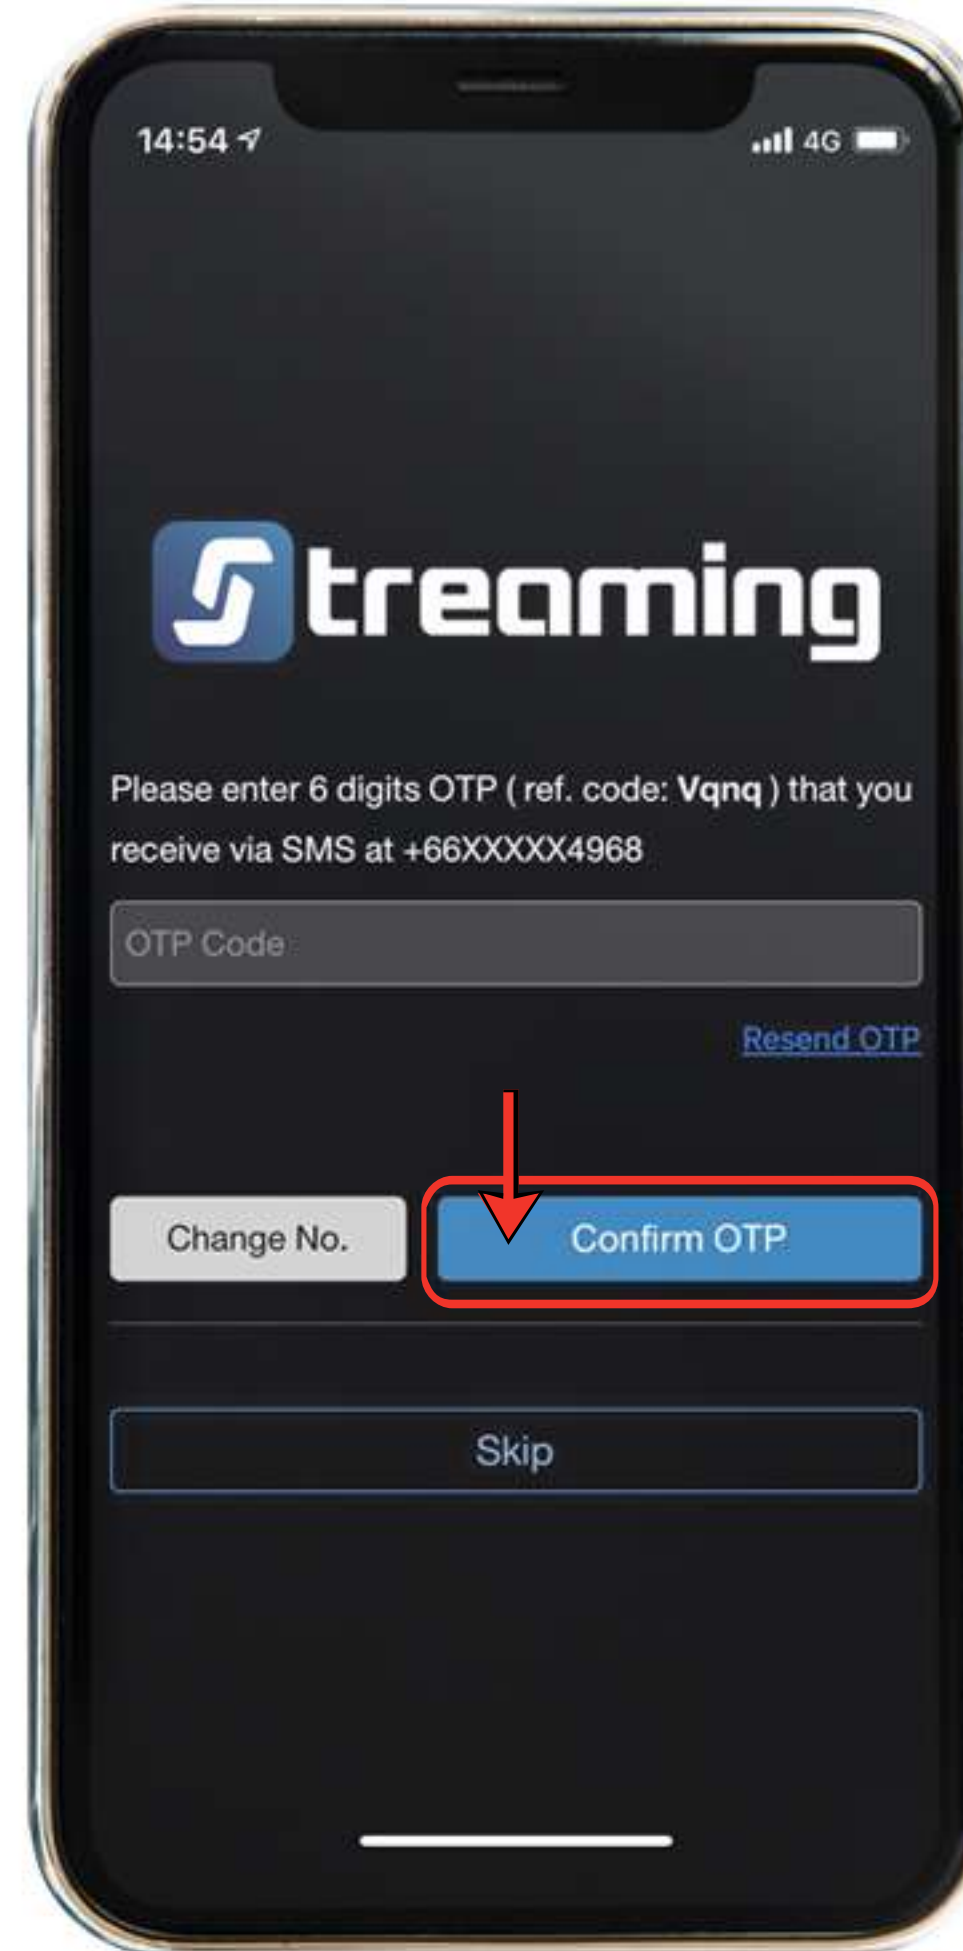 14:54
4G
Streaming
Please enter 6 digits OTP ( ref. code: Vqnq ) that you
receive via SMS at +66XXXXX4968
OTP Code
Resend OTP
Change No.
Confirm OTP
Skip